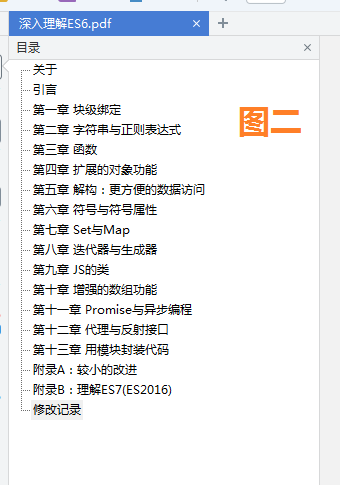 深入理解ES6.pdf
目录
关于
引言
图二
第一章 块级绑定
第二章 字符串与正则表达式
第三章 函数
第四章 扩展的对象功能
第五章 解构：更方便的数据访问
第六章 符号与符号属性
第七章 Set与Map
第八章 迭代器与生成器
第九章 JS的类
第十章 增强的数组功能
第十一章 Promise与异步编程
第十二章 代理与反射接口
第十三章 用模块封装代码
附录A：较小的改进
附录B：理解ES7(ES2016)
修改记录